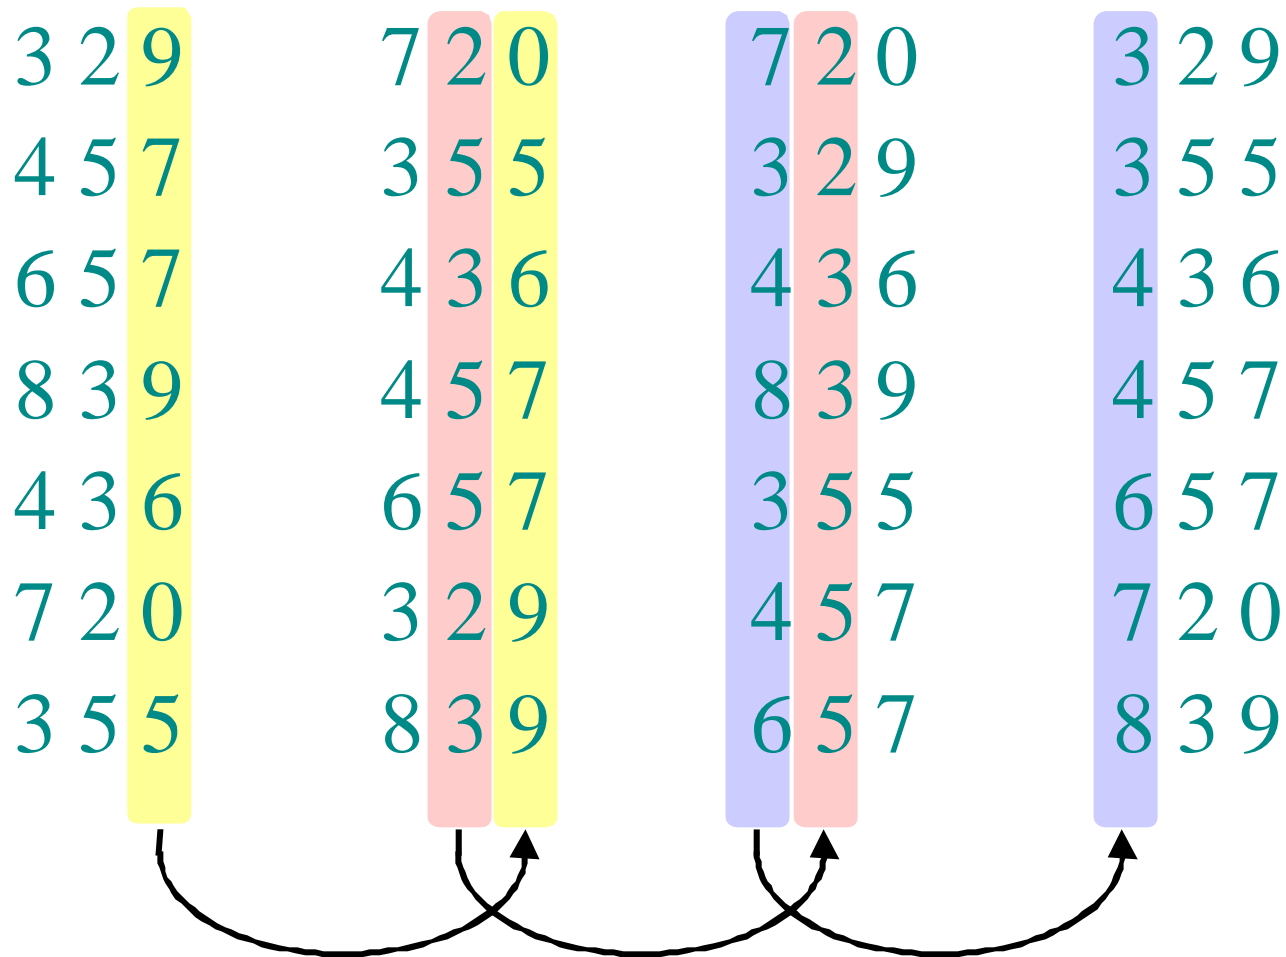 3 2 9 7 2 0 7 2 0 3 2 9
4 5 7 3 5 5 3 2 9 3 5 5
6 5 7 4 3 6 4 3 6 4 3 6
8 3 9 4 5 7 8 3 9 4 5 7
4 3 6 6 5 7 3 5 5 6 5 7
7 2 0 3 2 9 4 5 7 7 2 0
3 5 5 8 3 9 6 5 7 8 3 9